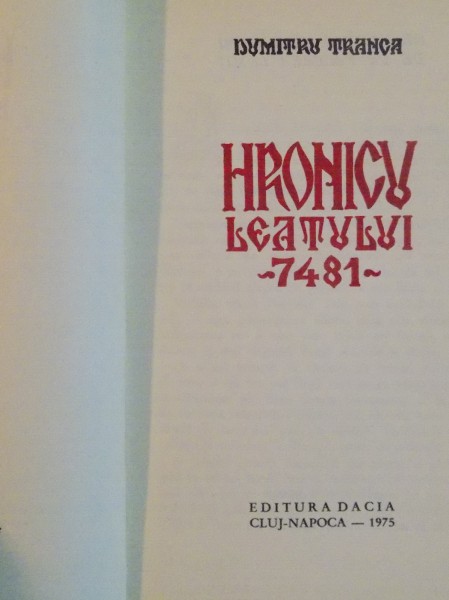 DUMITRU TRANCA
HRONICU
LEATULUI
~7481~
EDITURA DACIA
CLUJ-NAPOCA — 1975